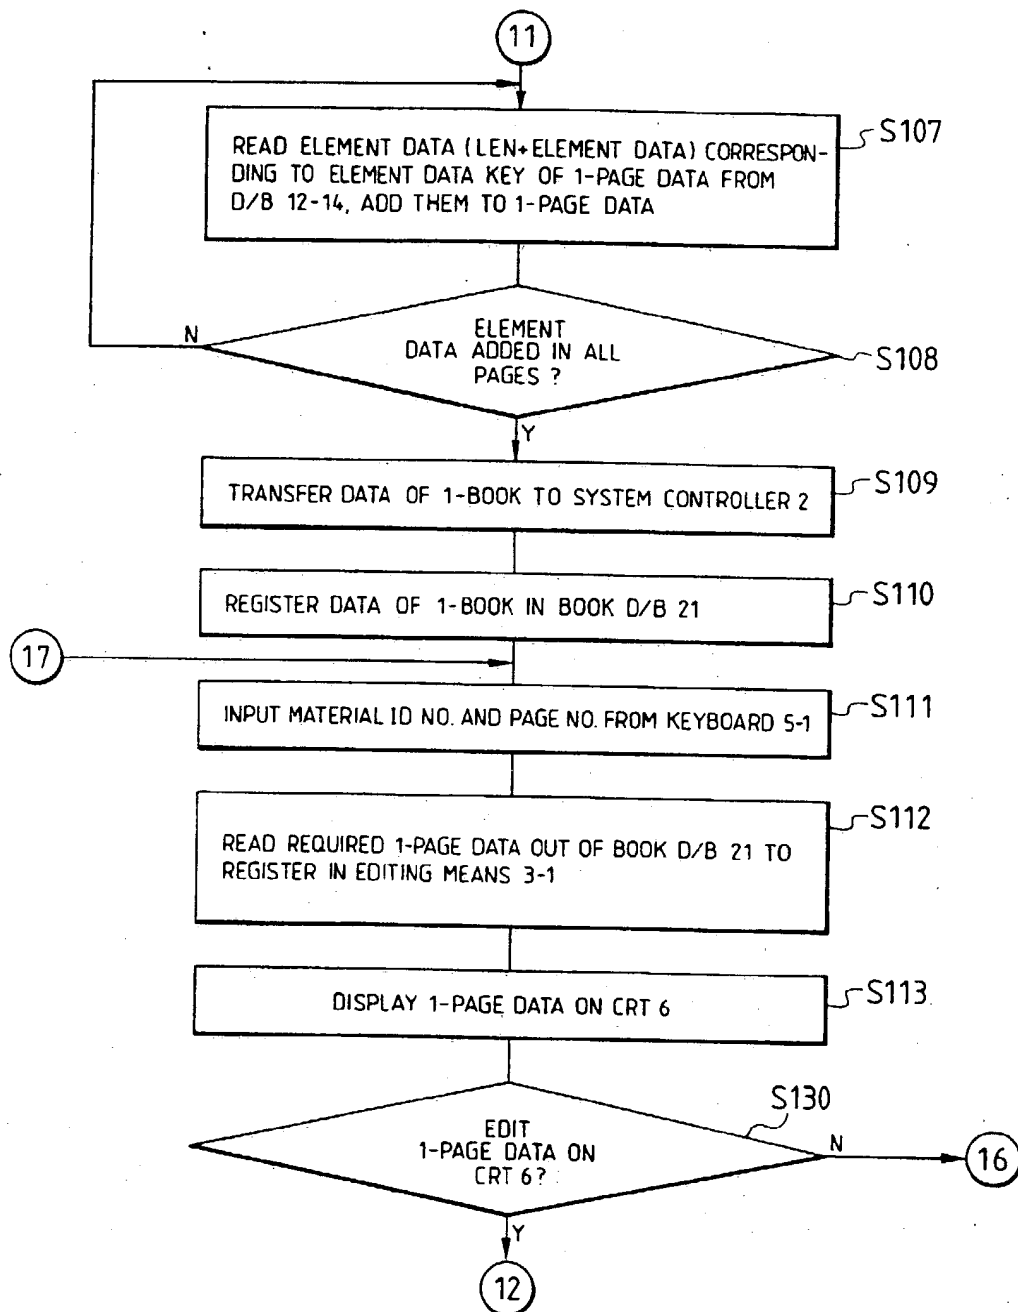 11
READ ELEMENT DATA (LEN+ELEMENT DATA) CORRESPON-
DING TO ELEMENT DATA KEY OF 1-PAGE DATA FROM
D/B 12-14, ADD THEM TO 1-PAGE DATA
S107
N
ELEMENT
DATA ADDED IN ALL
PAGES ?
S108
Y
TRANSFER DATA OF 1-BOOK TO SYSTEM CONTROLLER 2
S109
REGISTER DATA OF 1-BOOK IN BOOK D/B 21
S110
17
INPUT MATERIAL ID NO. AND PAGE NO. FROM KEYBOARD 5-1
S111
READ REQUIRED 1-PAGE DATA OUT OF BOOK D/B 21 TO
REGISTER IN EDITING MEANS 3-1
S112
DISPLAY 1-PAGE DATA ON CRT 6
S113
EDIT
1-PAGE DATA ON
CRT 6?
S130
N
16
Y
12